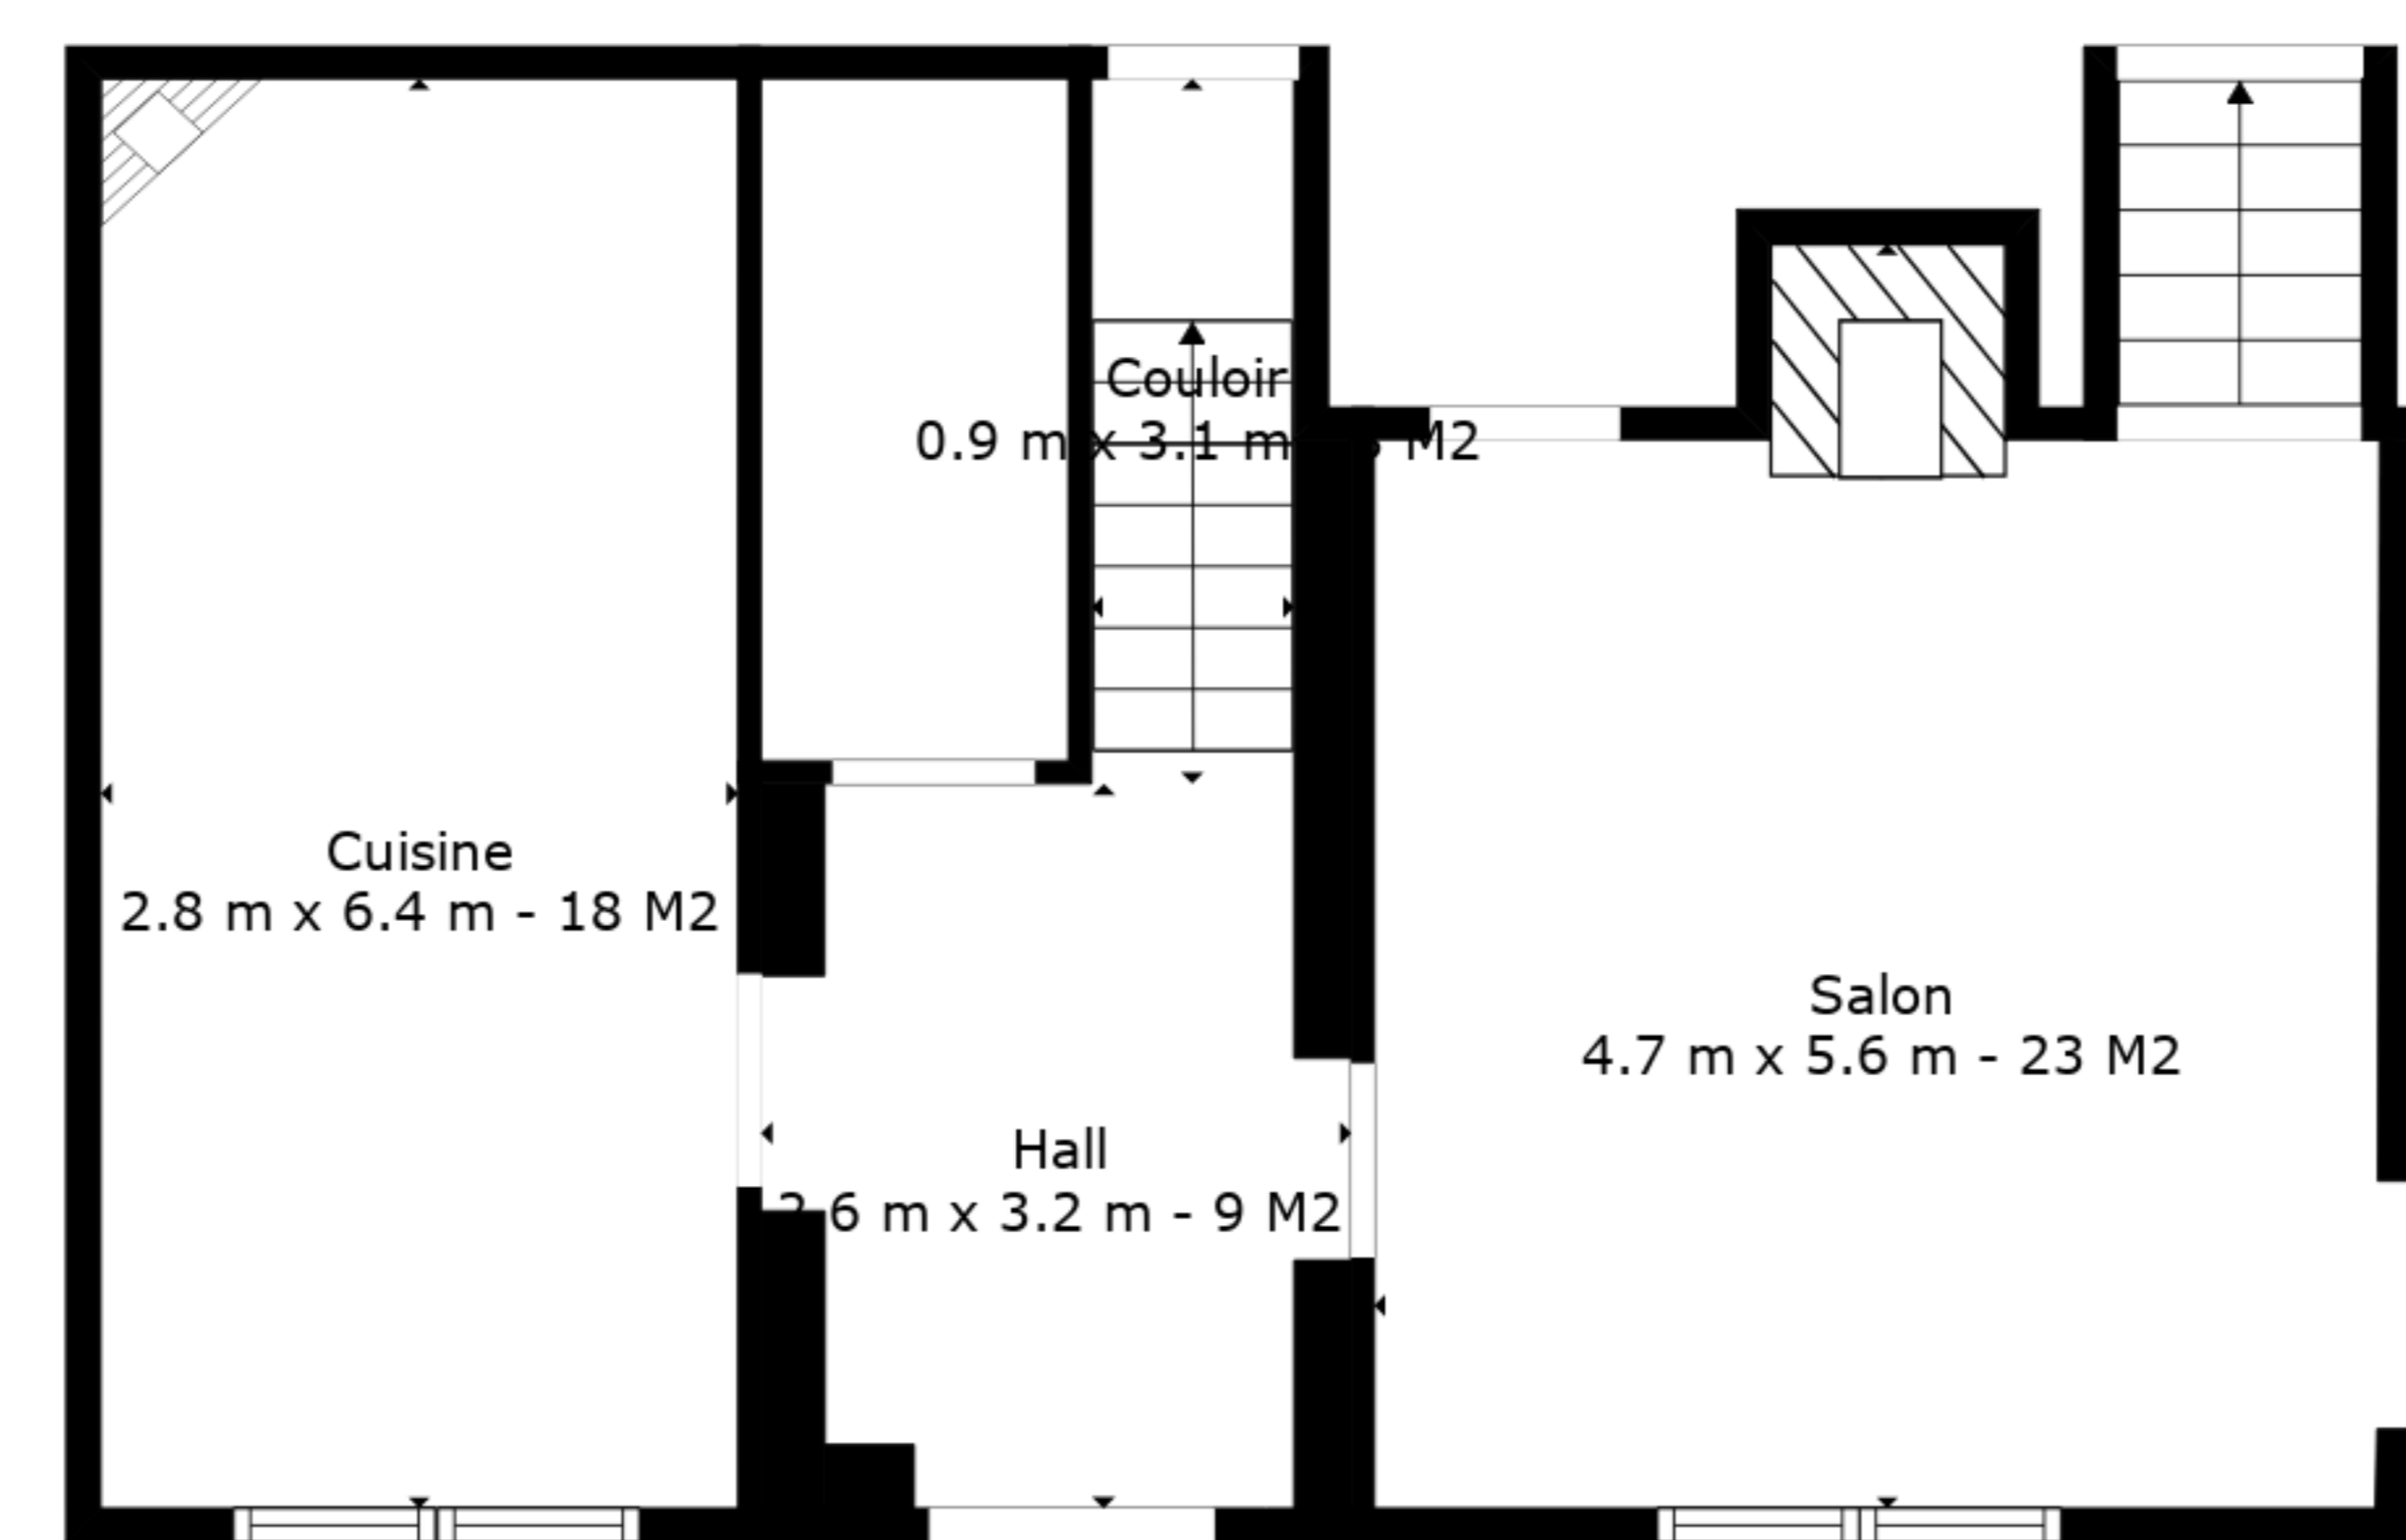 Couloir
0.9 m x 3.1 m M2
Cuisine
2.8 m x 6.4 m - 18 M2
Salon
4.7 m x 5.6 m - 23 M2
Hall
6 m x 3.2 m - 9 M2